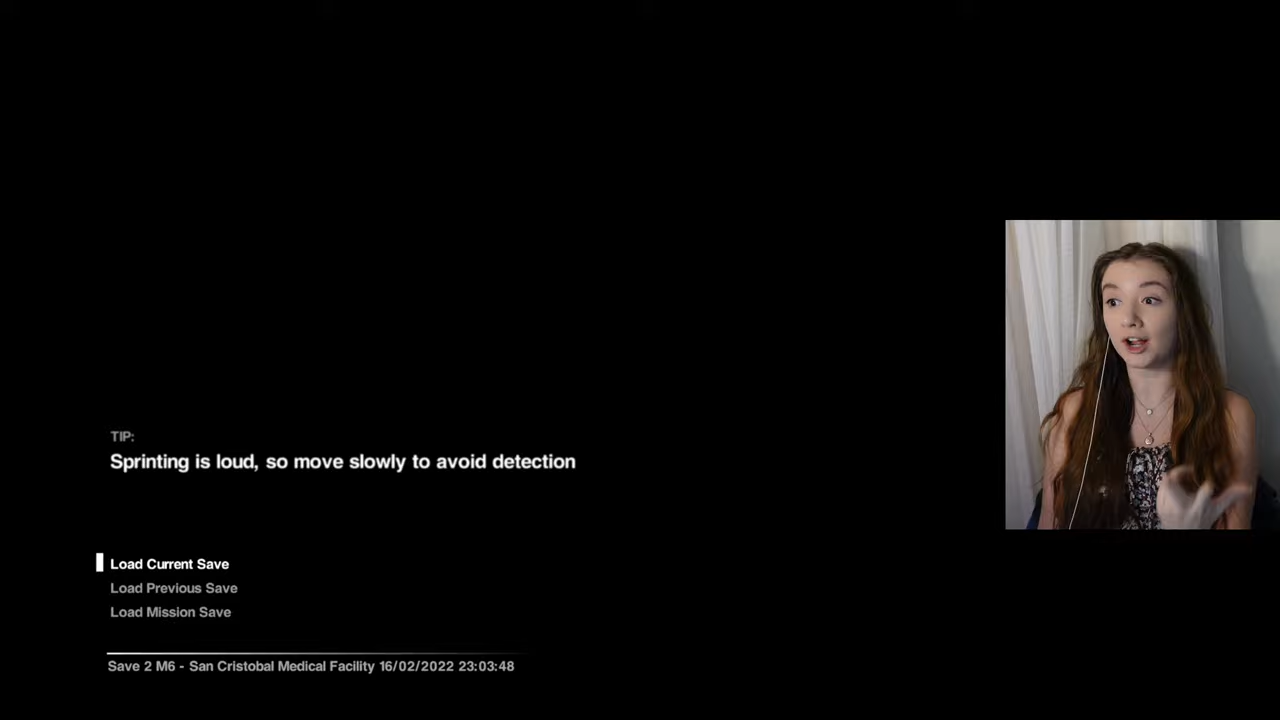 TIP:
Sprinting is loud, so move slowly to avoid detection
Load Current Save
Load Previous Save
Load Mission Save
Save 2 M6 - San Cristobal Medical Facility 16/02/2022 23:03:48